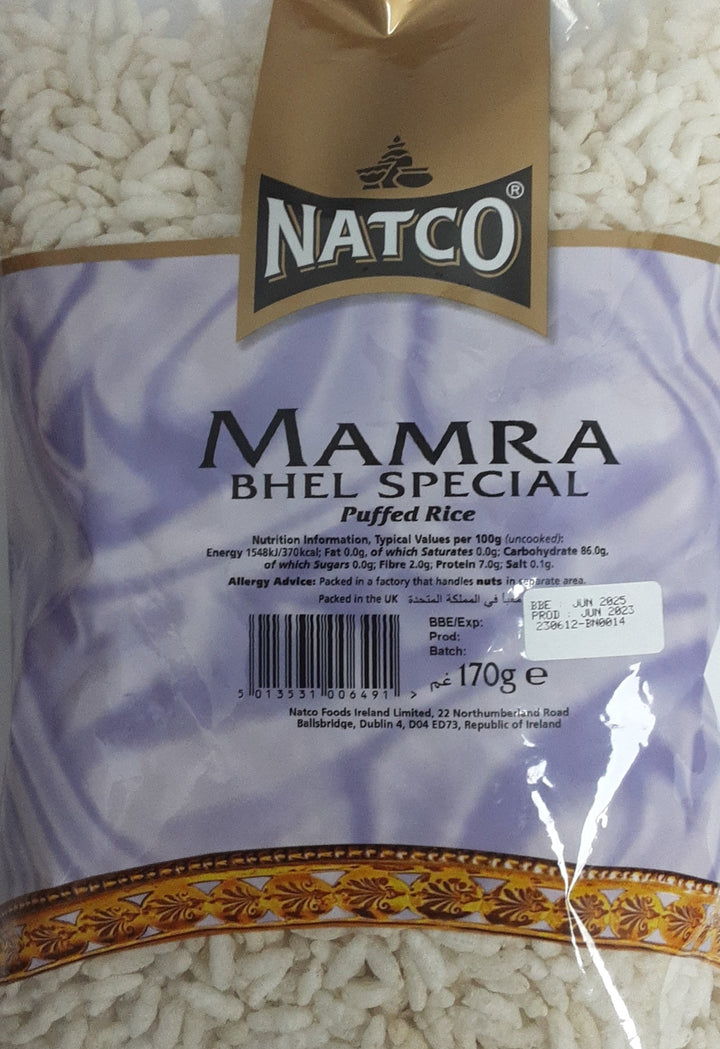 NATCO®
MAMRA
BHEL SPECIAL
Puffed Rice
Nutrition Information, Typical Values per 100g (uncooked):
Energy 1548kJ/370kcal; Fat 0.0g, of which Saturates 0.0g; Carbohydrate 86.0g,
of which Sugars 0.0g; Fibre 2.0g; Protein 7.0g; Salt 0.1g.
Allergy Advice: Packed in a factory that handles nuts in separate area.
Packed in the UK في المملكة المتحدة
BBE/Exp:
Prod:
Batch:
BBE : JUN 2025
PROD : JUN 2023
230612-BN0014
170g e غم
5 013531 006491 >
Natco Foods Ireland Limited, 22 Northumberland Road
Ballsbridge, Dublin 4, D04 ED73, Republic of Ireland